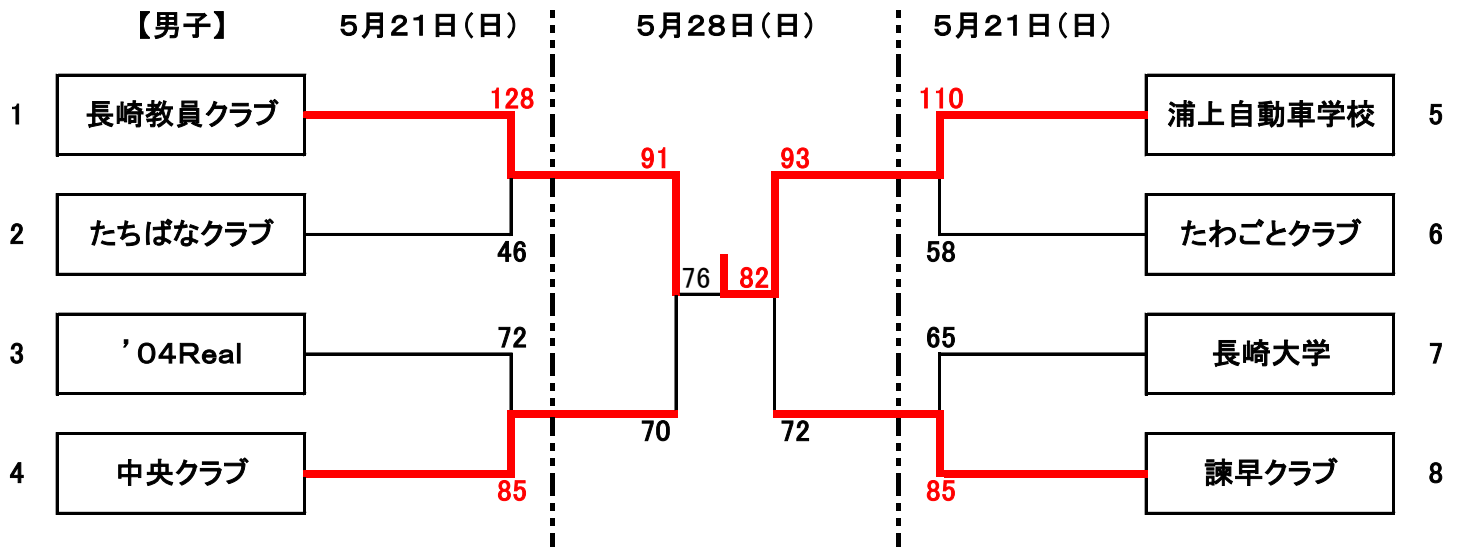 【男子】 5月21日(日) 5月28日(日) 5月21日(日)
1 長崎教員クラブ 128 110 浦上自動車学校 5
91 93
2 たちばなクラブ 46 58 たわごとクラブ 6
76 82
3 ’04Real 72 65 長崎大学 7
70 72
4 中央クラブ 85 85 諫早クラブ 8